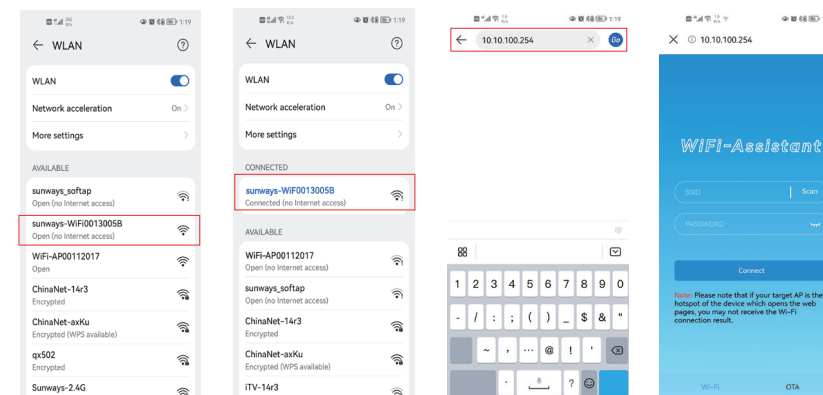 1:19
← WLAN
WLAN
Network acceleration On >
More settings >
AVAILABLE
sunways_softap
Open (no Internet access)
sunways-WiFi0013005B
Open (no Internet access)
WiFi-AP00112017
Open
ChinaNet-14r3
Encrypted
ChinaNet-axKu
Encrypted (WPS available)
qx502
Encrypted
Sunways-2.4G
1:19
← WLAN
WLAN
Network acceleration On >
More settings >
CONNECTED
sunways-WiF0013005B
Connected (no Internet access)
AVAILABLE
WiFi-AP00112017
Open (no Internet access)
sunways_softap
Open (no Internet access)
ChinaNet-14r3
Encrypted
ChinaNet-axKu
Encrypted (WPS available)
iTV-14r3
1:19
← 10.10.100.254 × Go
1 2 3 4 5 6 7 8 9 0
- / : ; ( ) _ $ & "
~ , … @ ! '
. ?
× 10.10.100.254
WiFi-Assistant
SSID Scan
PASSWORD
Connect
Note: Please note that if your target AP is the
hotspot of the device which opens the web
pages, you may not receive the Wi-Fi
connection result.
Wi-Fi OTA